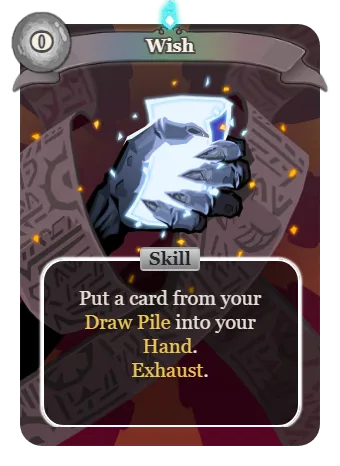 0
Wish
Skill
Put a card from your
Draw Pile into your
Hand.
Exhaust.